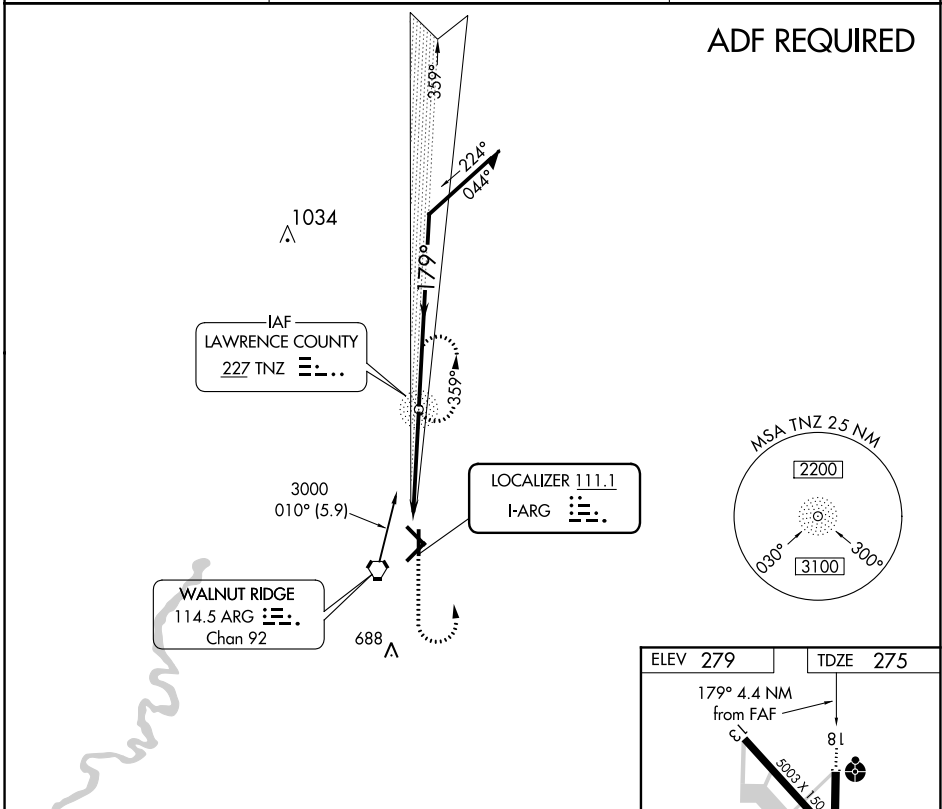 ADF REQUIRED
359°
224°
044°
1034
179°
IAF
LAWRENCE COUNTY
227 TNZ
359°
MSA TNZ 25 NM
2200
030°
300°
3100
LOCALIZER 111.1
I-ARG
3000
010° (5.9)
WALNUT RIDGE
114.5 ARG
Chan 92
688
ELEV 279
TDZE 275
179° 4.4 NM
from FAF
13
18
5003 X 150